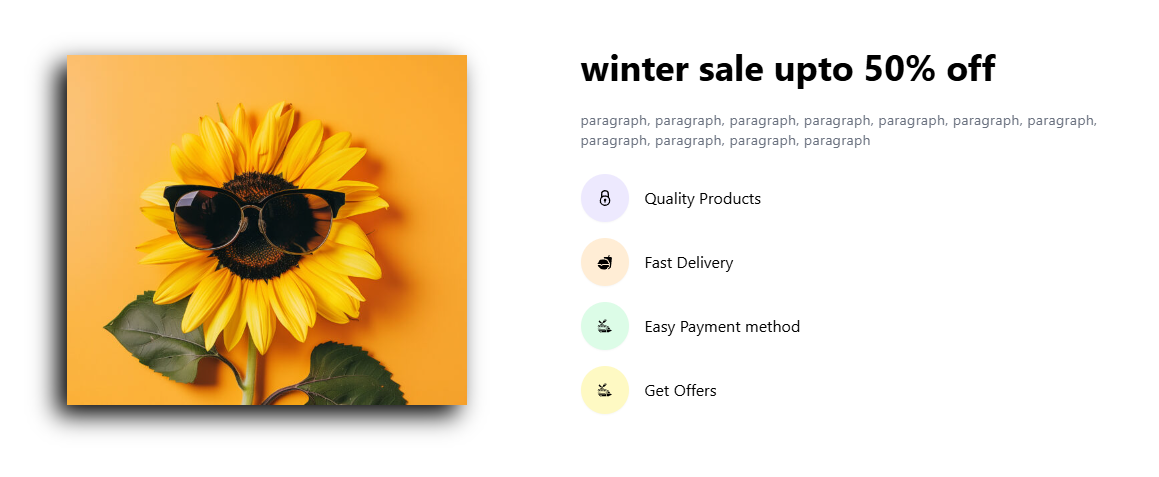 winter sale upto 50% off
paragraph, paragraph, paragraph, paragraph, paragraph, paragraph, paragraph,
paragraph, paragraph, paragraph, paragraph
Quality Products
Fast Delivery
Easy Payment method
Get Offers